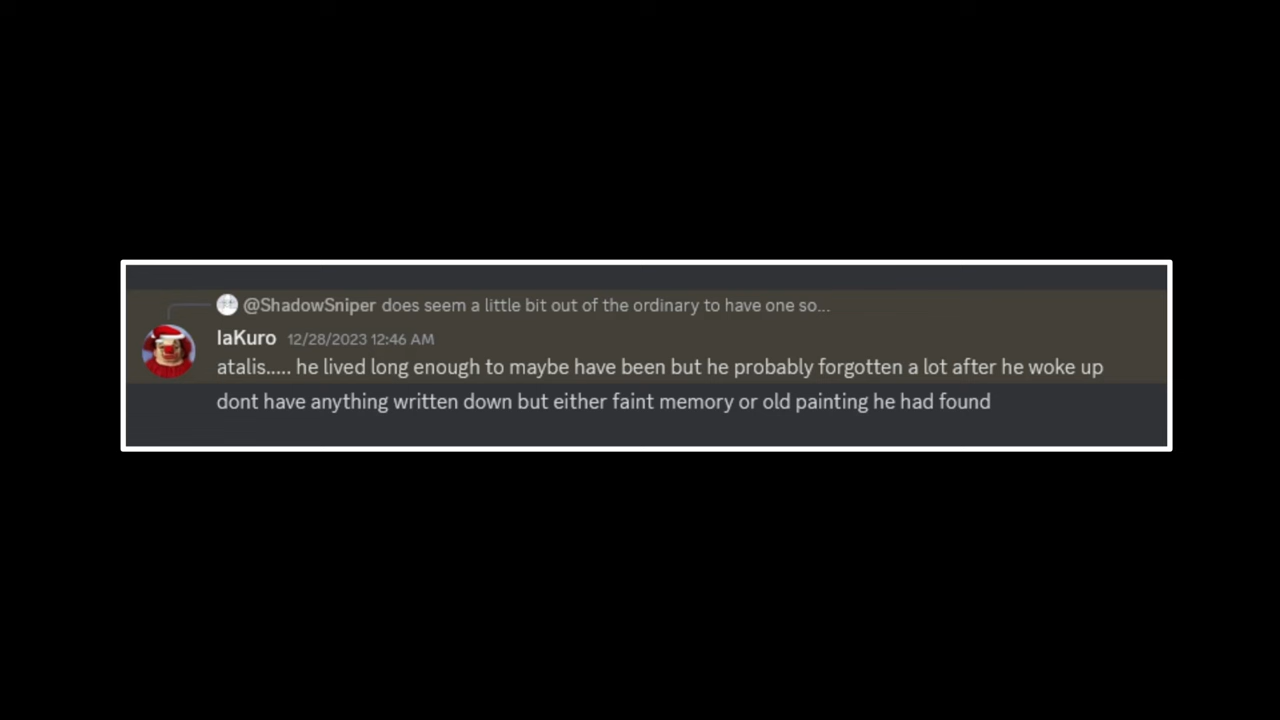 @ShadowSniper does seem a little bit out of the ordinary to have one so...
IaKuro 12/28/2023 12:46 AM
atalis..... he lived long enough to maybe have been but he probably forgotten a lot after he woke up
dont have anything written down but either faint memory or old painting he had found